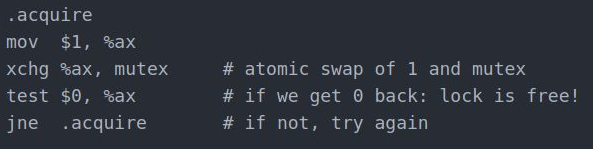 .acquire
mov  $1, %ax
xchg %ax, mutex     # atomic swap of 1 and mutex
test $0, %ax        # if we get 0 back: lock is free!
jne  .acquire       # if not, try again